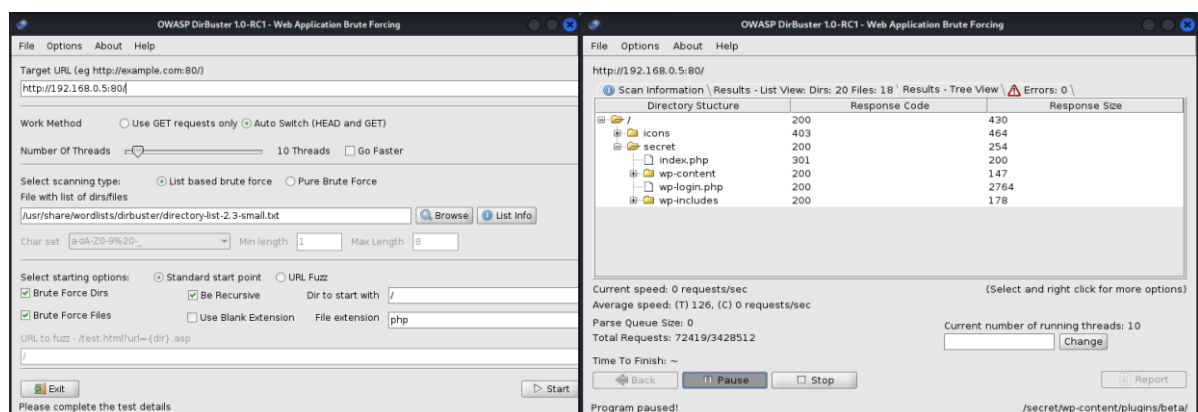 OWASP DirBuster 1.0-RC1 - Web Application Brute Forcing
File Options About Help
Target URL (eg http://example.com:80/)
http://192.168.0.5:80/
Work Method Use GET requests only Auto Switch (HEAD and GET)
Number Of Threads 10 Threads Go Faster
Select scanning type: List based brute force Pure Brute Force
File with list of dirs/files
/usr/share/wordlists/dirbuster/directory-list-2.3-small.txt Browse List Info
Char set a-zA-Z0-9%20-_ Min length 1 Max Length 8
Select starting options: Standard start point URL Fuzz
Brute Force Dirs Be Recursive Dir to start with /
Brute Force Files Use Blank Extension File extension php
URL to fuzz - /test.html?url={dir}.asp
/
Exit Start
Please complete the test details
OWASP DirBuster 1.0-RC1 - Web Application Brute Forcing
File Options About Help
http://192.168.0.5:80/
Scan Information \ Results - List View: Dirs: 20 Files: 18 \ Results - Tree View \ Errors: 0 \
Directory Stucture Response Code Response Size
/ 200 430
icons 403 464
secret 200 254
index.php 301 200
wp-content 200 147
wp-login.php 200 2764
wp-includes 200 178
Current speed: 0 requests/sec (Select and right click for more options)
Average speed: (T) 126, (C) 0 requests/sec
Parse Queue Size: 0 Current number of running threads: 10
Total Requests: 72419/3428512 Change
Time To Finish: ~
Back Pause Stop Report
Program paused! /secret/wp-content/plugins/beta/